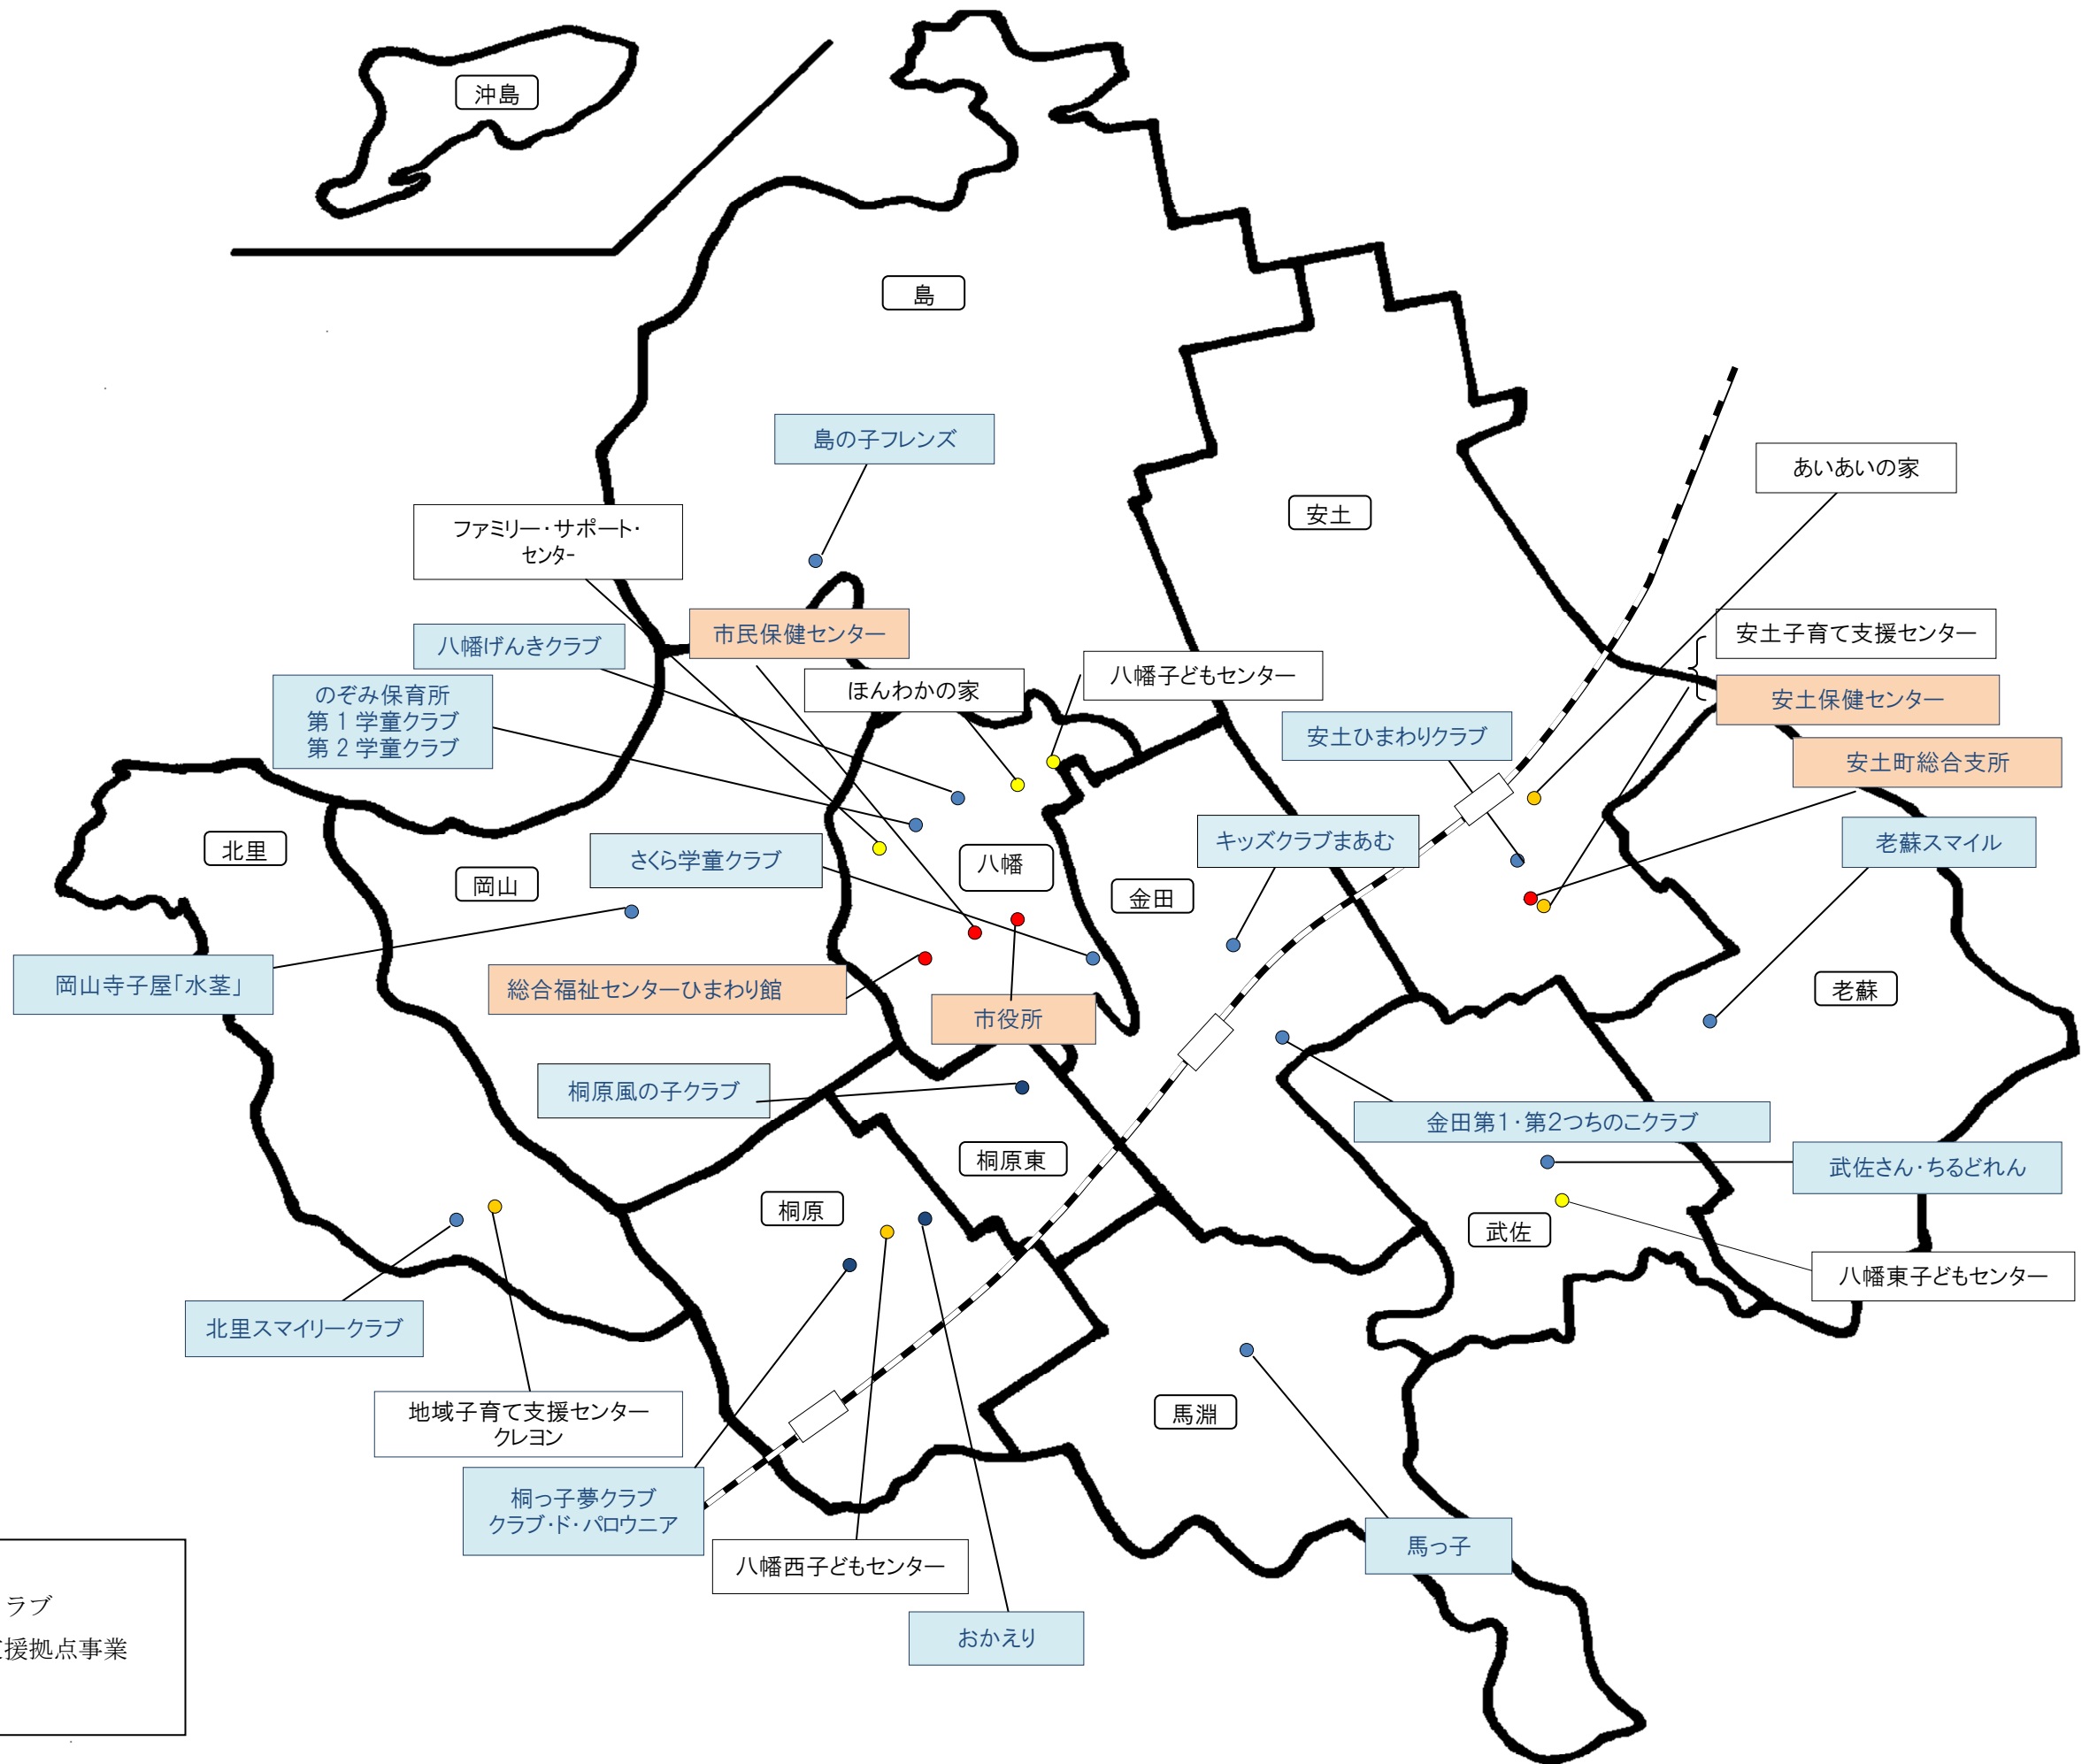 沖島
島
島の子フレンズ
あいあいの家
安土
ファミリー・サポート・
センター
市民保健センター
安土子育て支援センター
八幡げんきクラブ
ほんわかの家
八幡子どもセンター
のぞみ保育所
第1学童クラブ
第2学童クラブ
安土保健センター
安土ひまわりクラブ
安土町総合支所
北里
さくら学童クラブ
キッズクラブまあむ
老蘇スマイル
八幡
岡山
金田
岡山寺子屋「水茎」
総合福祉センターひまわり館
老蘇
市役所
桐原風の子クラブ
金田第1・第2つちのこクラブ
桐原東
武佐さん・ちるどれん
桐原
武佐
八幡東子どもセンター
北里スマイリークラブ
地域子育て支援センター
クレヨン
馬淵
桐っ子夢クラブ
クラブ・ド・パロウニア
馬っ子
八幡西子どもセンター
おかえり
ラブ
援拠点事業